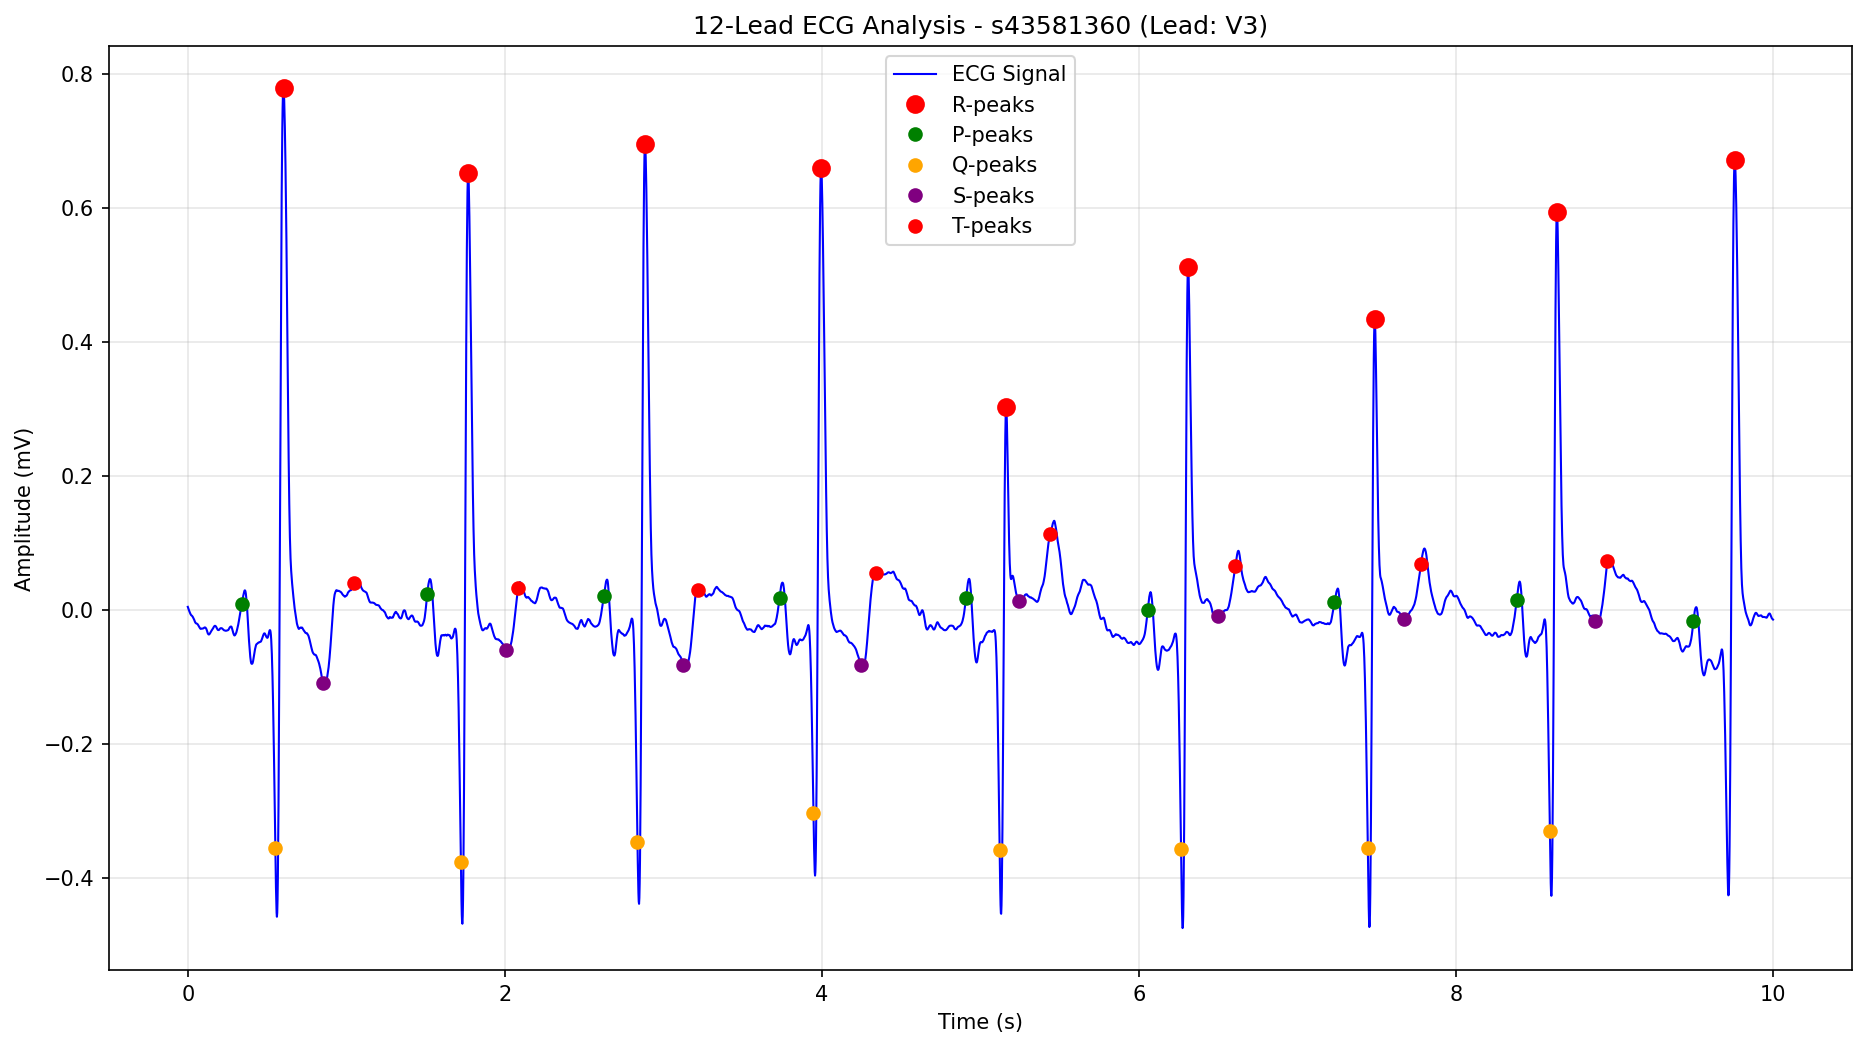 12-Lead ECG Analysis - s43581360 (Lead: V3)
ECG Signal
R-peaks
P-peaks
Q-peaks
S-peaks
T-peaks
Amplitude (mV)
0.8
0.6
0.4
0.2
0.0
−0.2
−0.4
0 2 4 6 8 10
Time (s)